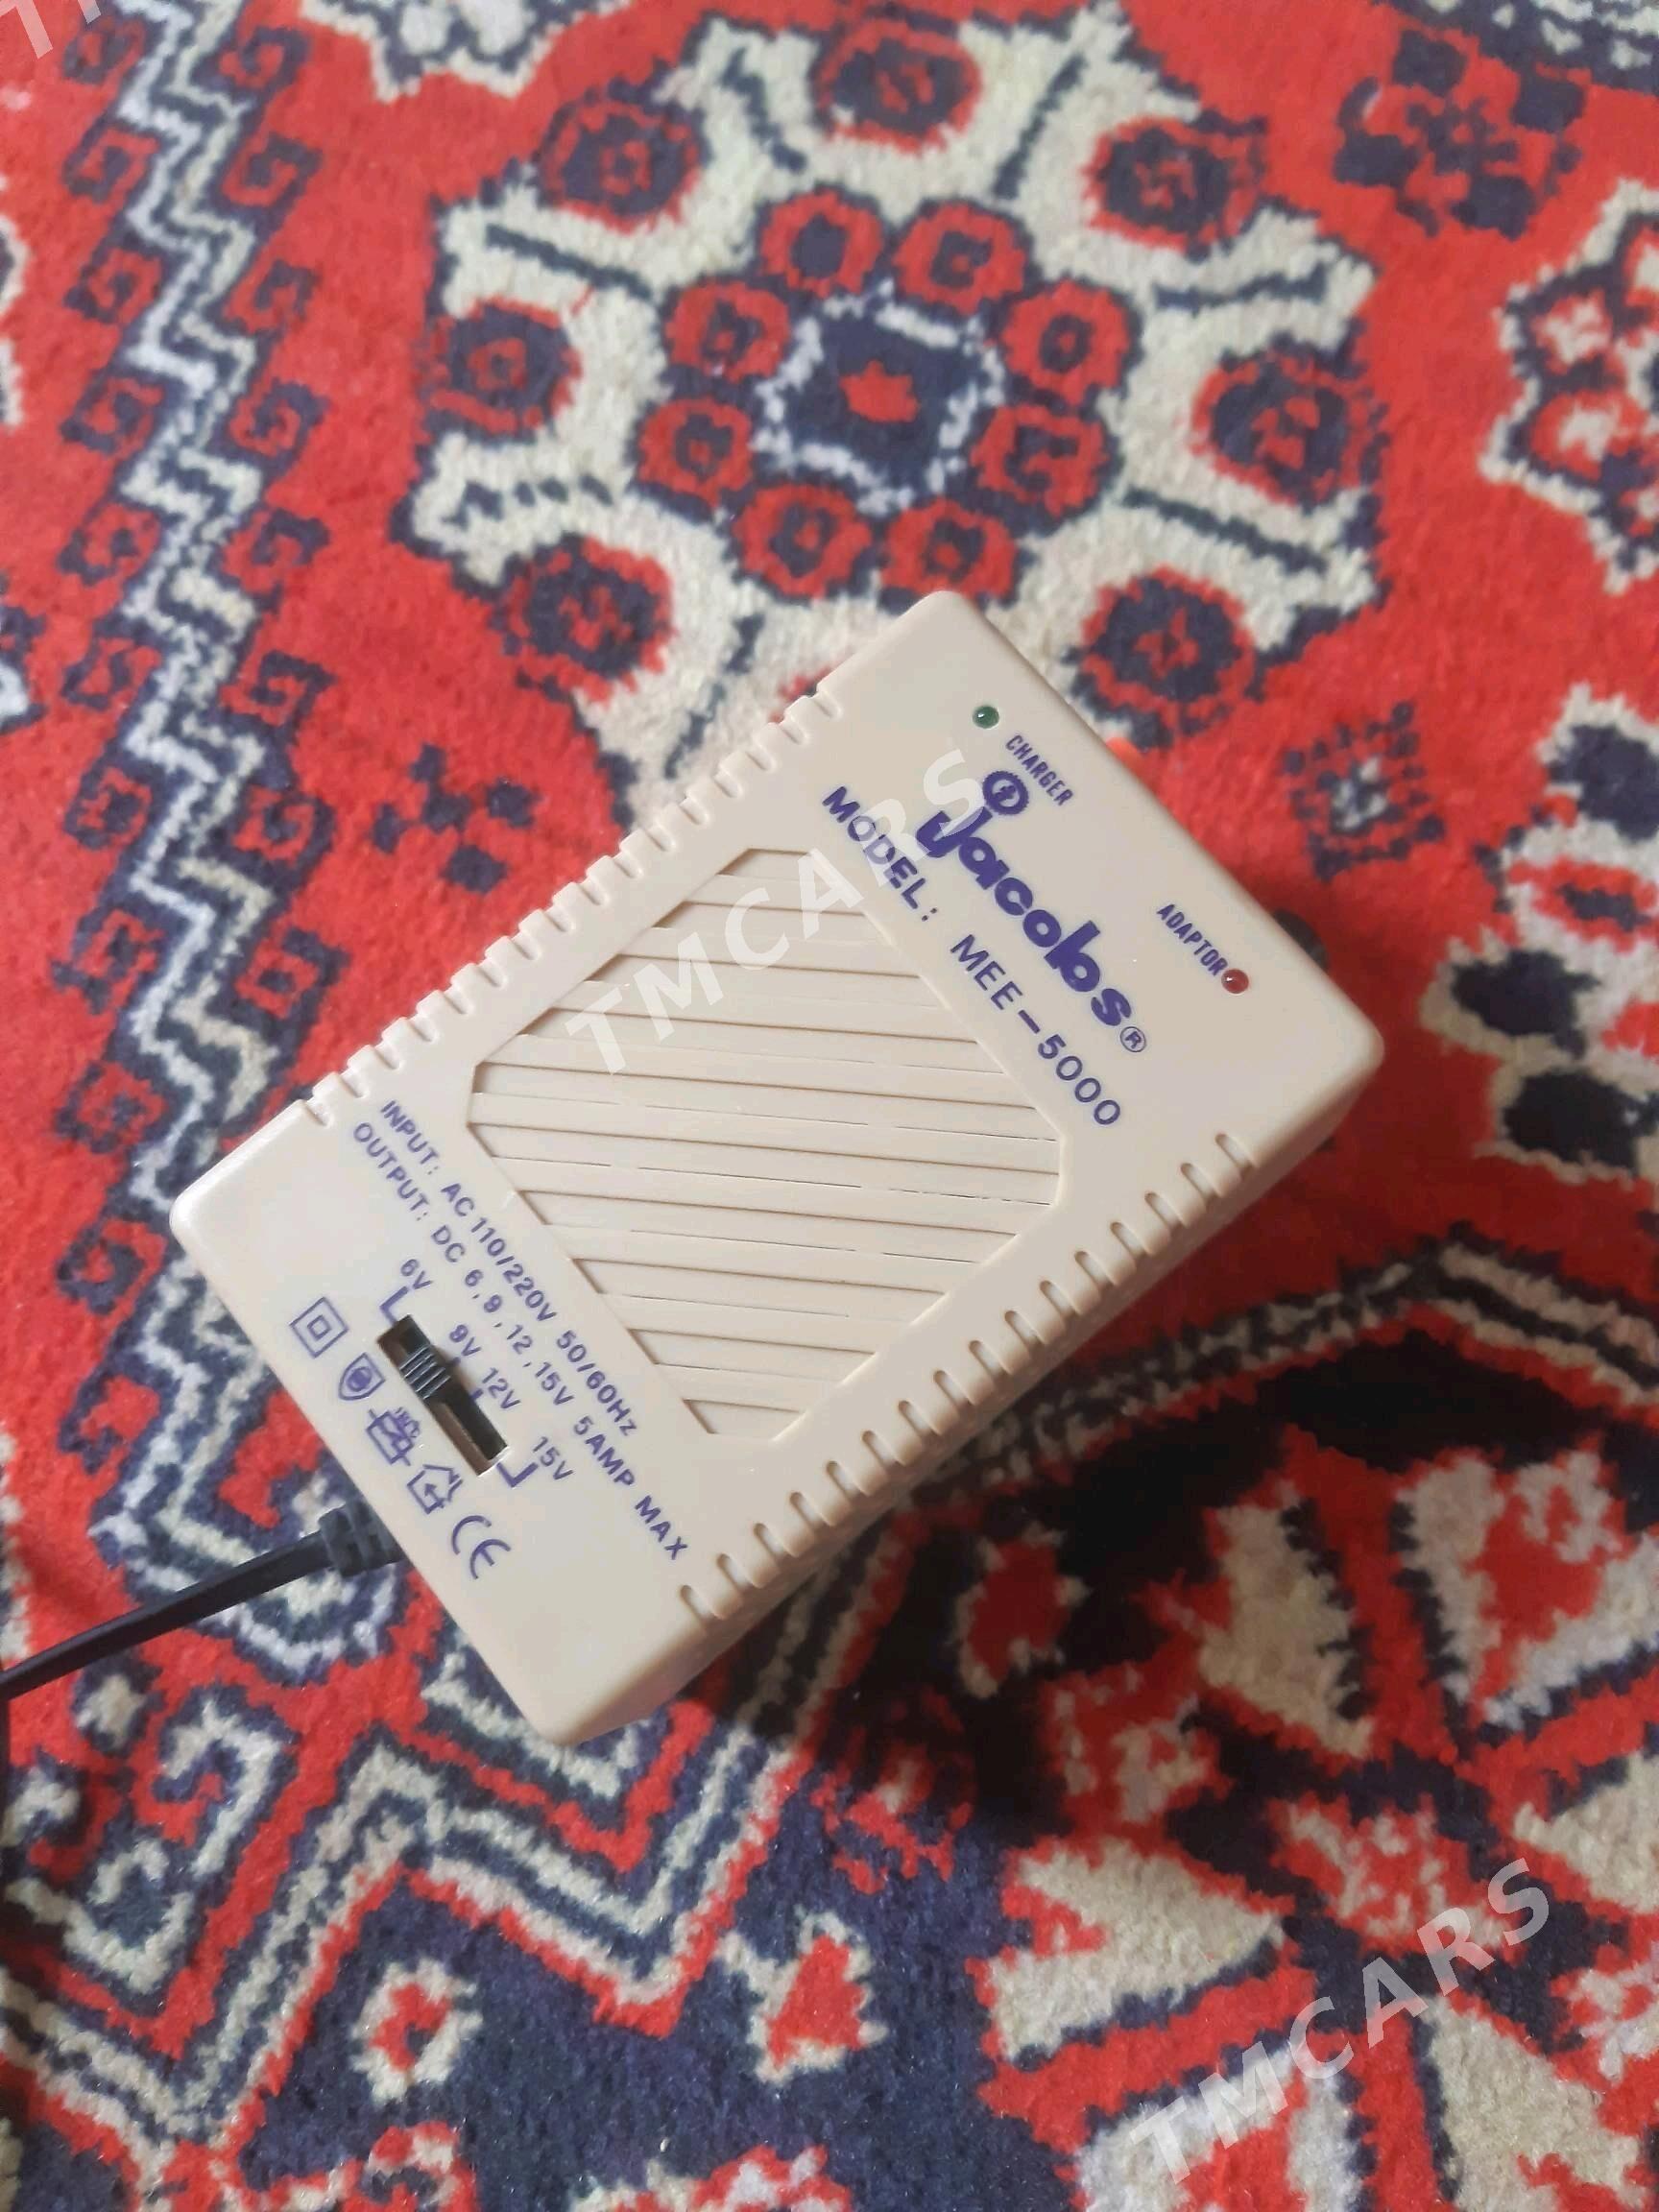 CHARGER
ADAPTOR
Jacobs®
MODEL: MEE-5000
INPUT: AC 110/220V 50/60Hz
OUTPUT: DC 6,9,12,15V 5AMP MAX
6V 9V 12V 15V
CE
TMCARS
TMCARS